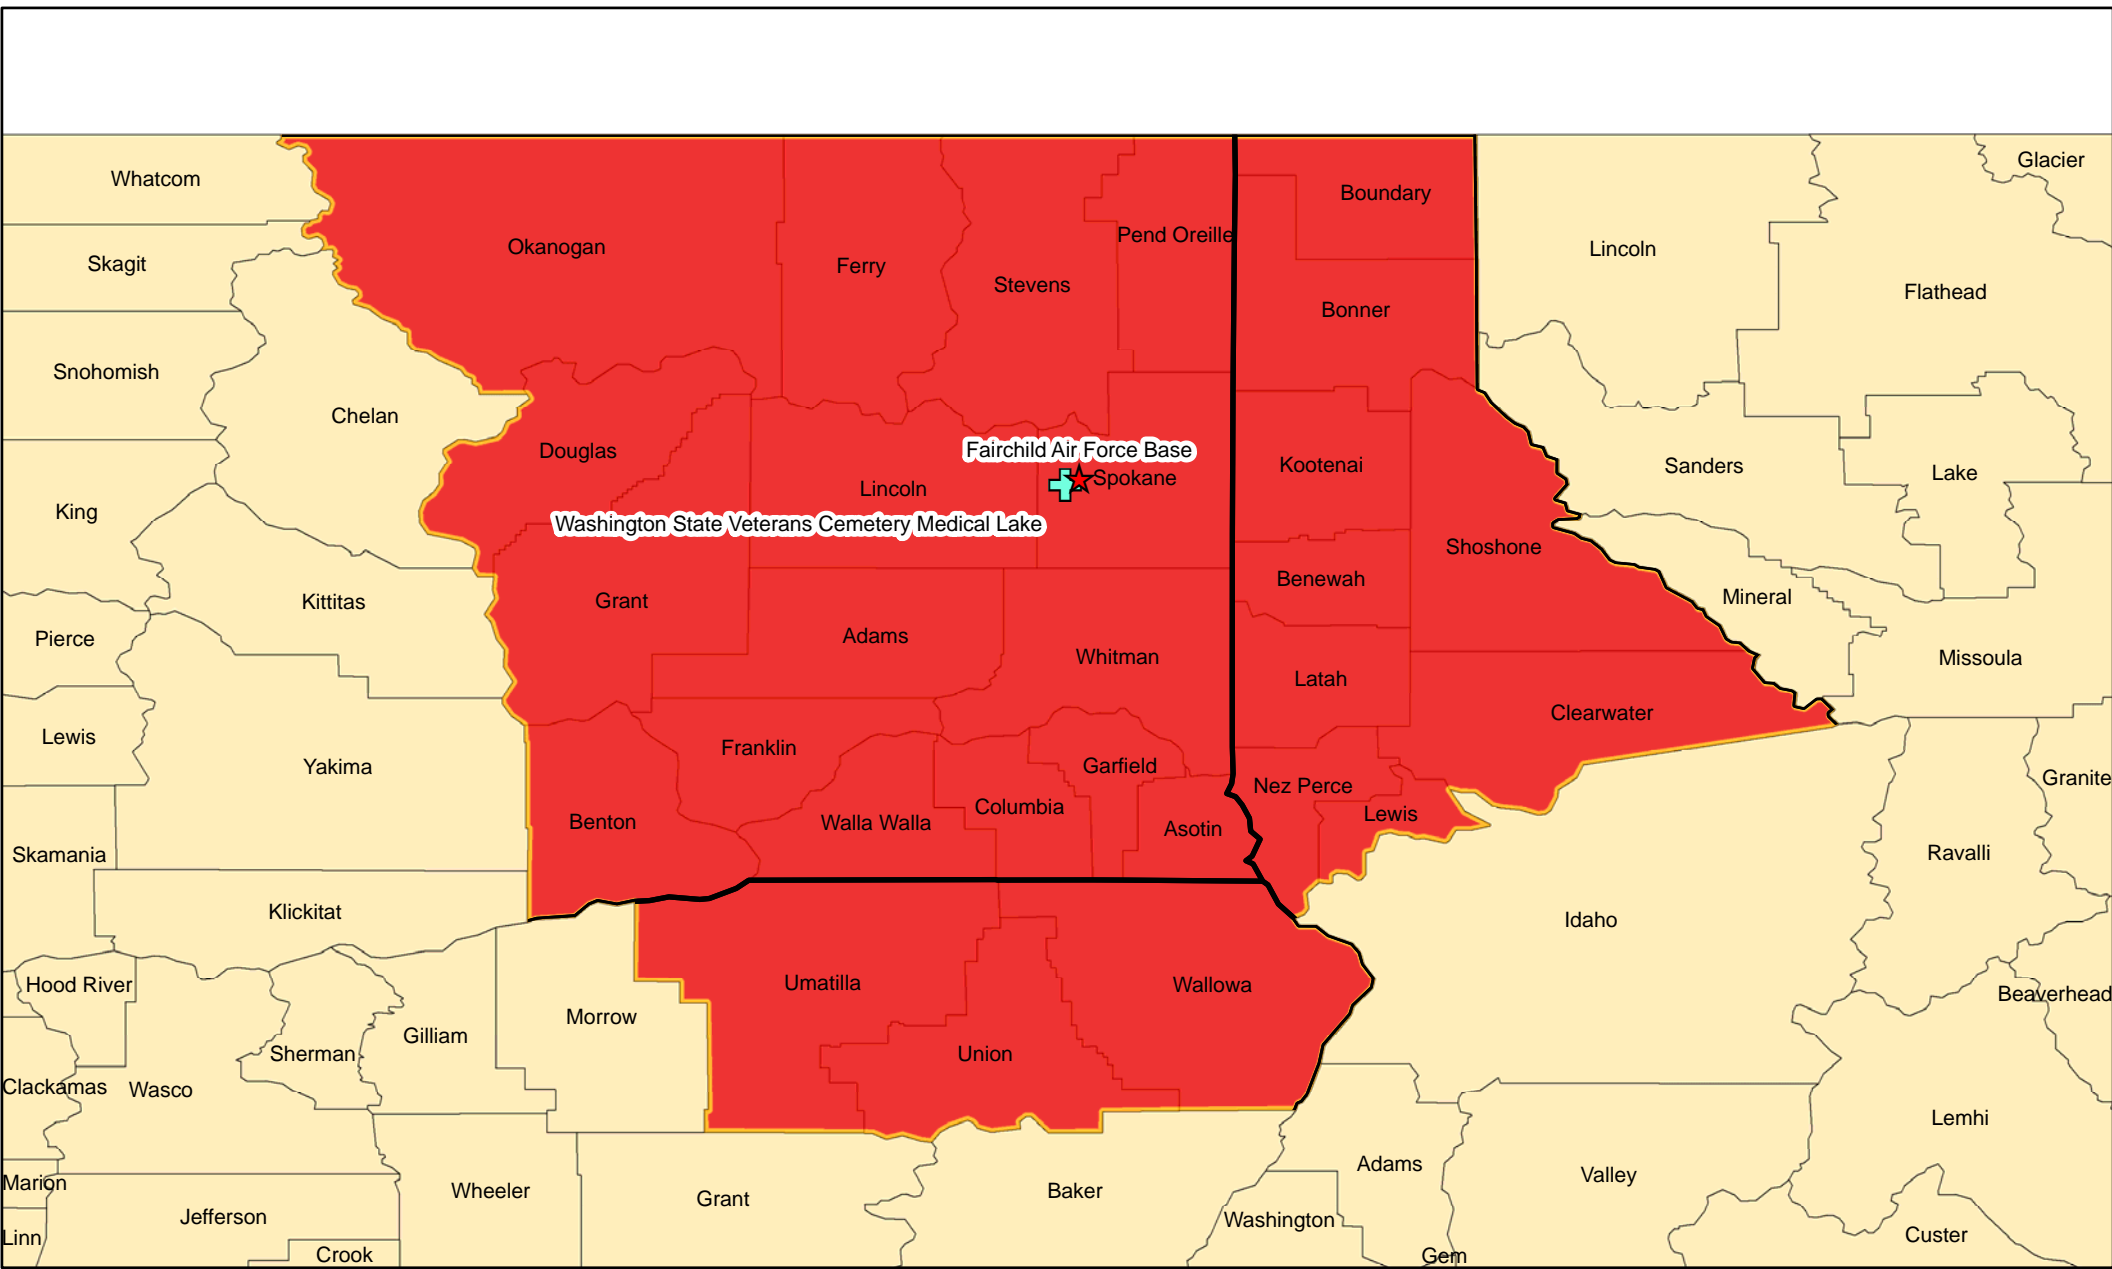 Whatcom
Skagit
Snohomish
King
Pierce
Lewis
Skamania
Chelan
Kittitas
Yakima
Klickitat
Okanogan
Ferry
Stevens
Pend Oreille
Boundary
Bonner
Lincoln
Glacier
Flathead
Douglas
Lincoln
Fairchild Air Force Base
Spokane
Washington State Veterans Cemetery Medical Lake
Kootenai
Sanders
Lake
Shoshone
Benewah
Mineral
Missoula
Grant
Adams
Whitman
Latah
Clearwater
Franklin
Garfield
Columbia
Walla Walla
Asotin
Benton
Nez Perce
Lewis
Granite
Ravalli
Idaho
Hood River
Umatilla
Wallowa
Beaverhead
Morrow
Gilliam
Sherman
Union
Clackamas
Wasco
Lemhi
Marion
Wheeler
Grant
Baker
Adams
Valley
Jefferson
Washington
Linn
Crook
Gem
Custer